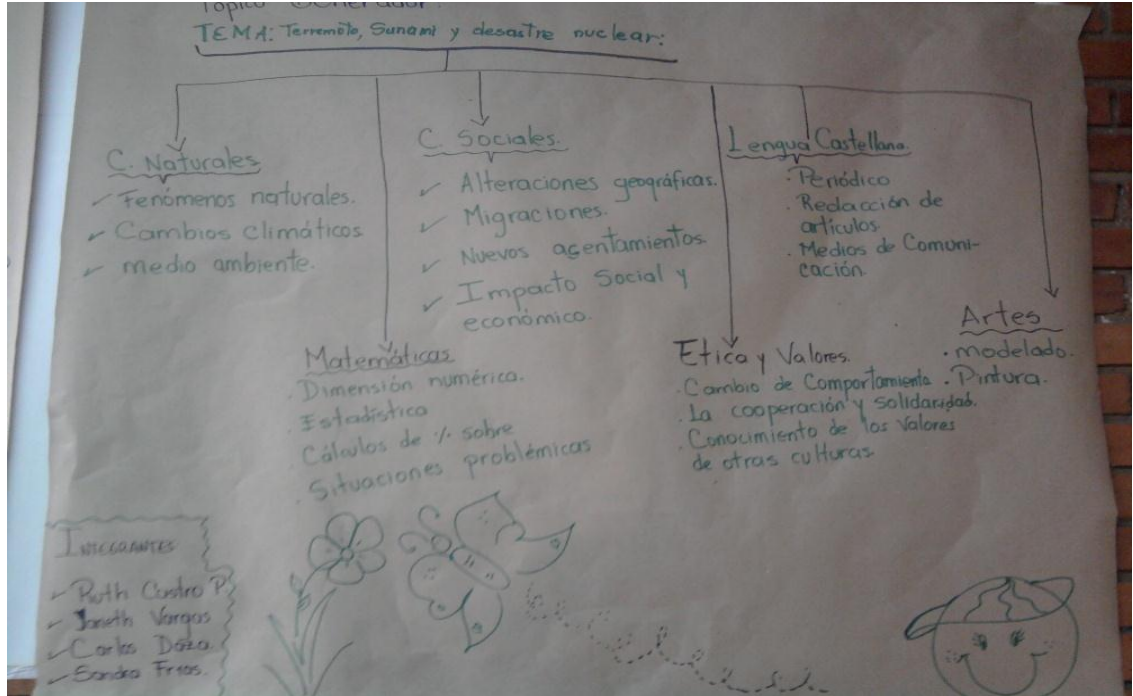 Tópico Generador.
TEMA: Terremoto, Sunami y desastre nuclear:
C. Naturales
✓ Fenómenos naturales.
✓ Cambios climáticos
✓ medio ambiente.
C. Sociales.
✓ Alteraciones geográficas.
✓ Migraciones.
✓ Nuevos asentamientos.
✓ Impacto Social y
económico.
Lengua Castellana.
. Periódico
. Redacción de
artículos.
. Medios de Comuni-
cación.
Matemáticas.
. Dimensión numérica.
. Estadística
. Cálculos de % sobre
. Situaciones problémicas
Etica y Valores.
. Cambio de Comportamiento
. La cooperación y solidaridad.
. Conocimiento de los Valores
de otras culturas
Artes
. modelado.
. Pintura.
INTEGRANTES
✓ Ruth Castro P
✓ Janeth Vargas
✓ Carlos Daza.
✓ Sandra